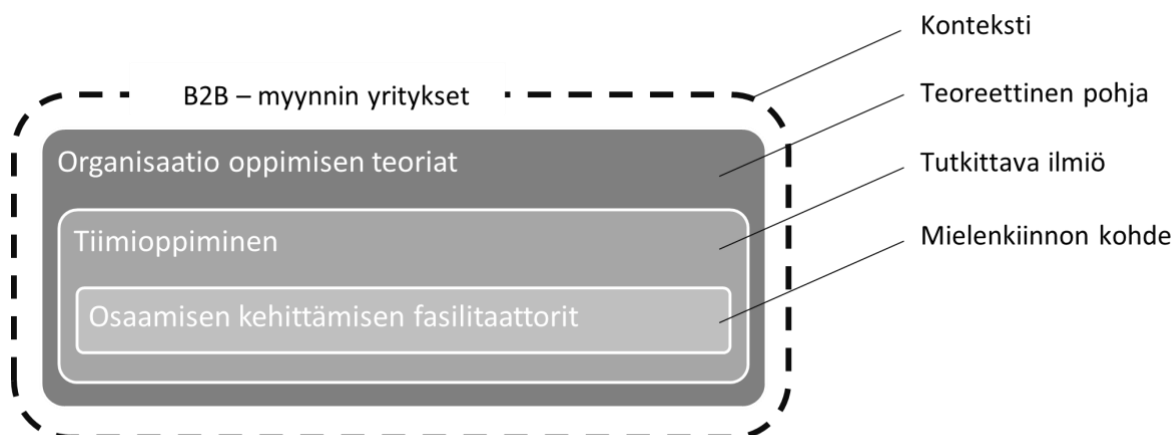 Konteksti
B2B – myynnin yritykset
Teoreettinen pohja
Organisaatio oppimisen teoriat
Tutkittava ilmiö
Tiimioppiminen
Mielenkiinnon kohde
Osaamisen kehittämisen fasilitaattorit